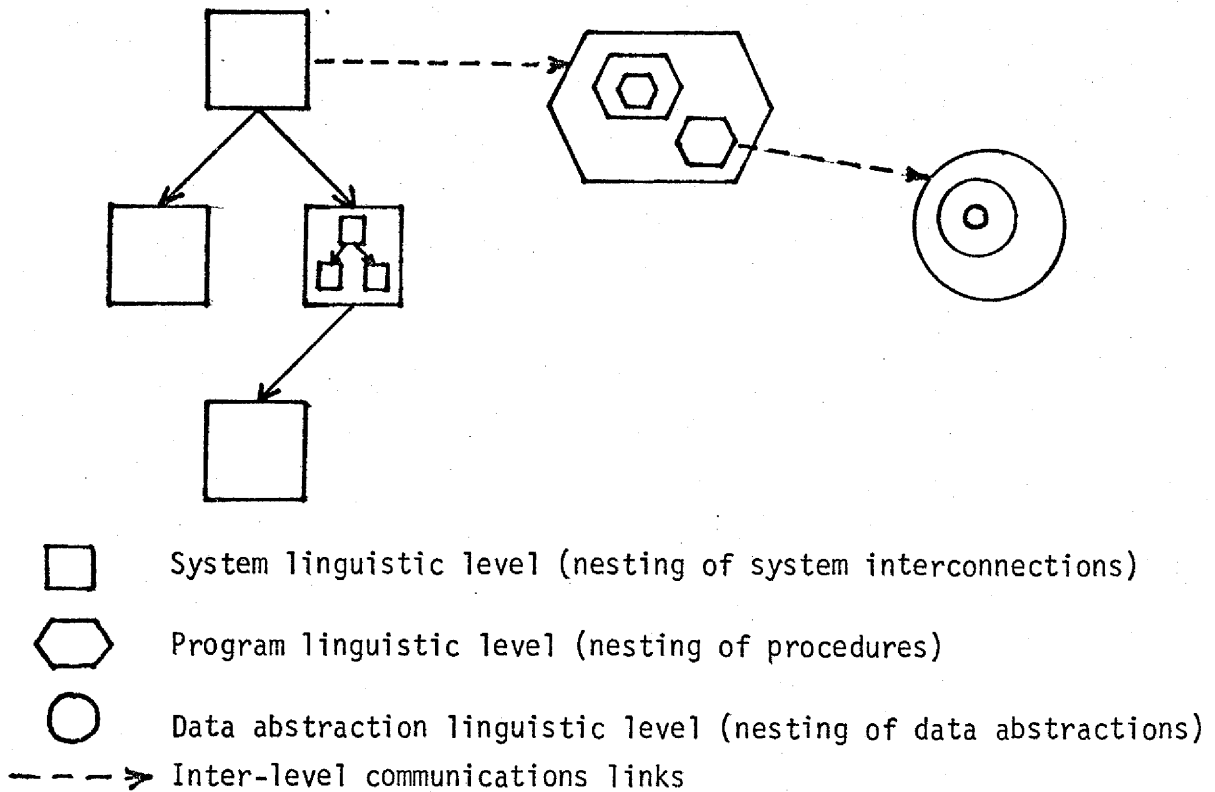 System linguistic level (nesting of system interconnections)
Program linguistic level (nesting of procedures)
Data abstraction linguistic level (nesting of data abstractions)
Inter-level communications links